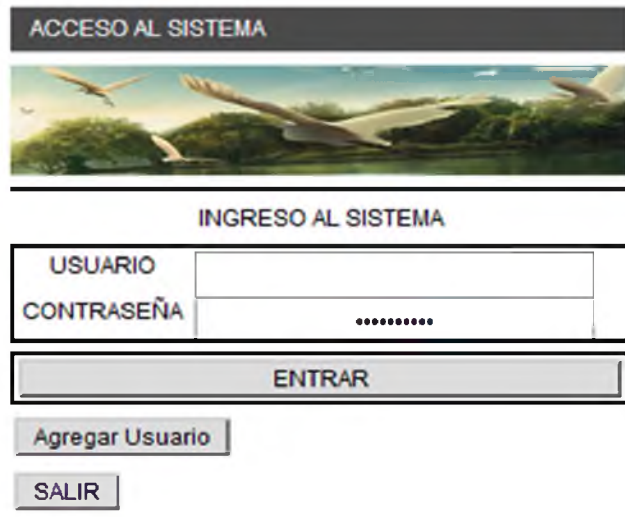 ACCESO AL SISTEMA
INGRESO AL SISTEMA
USUARIO
CONTRASEÑA ••••••••••
ENTRAR
Agregar Usuario
SALIR